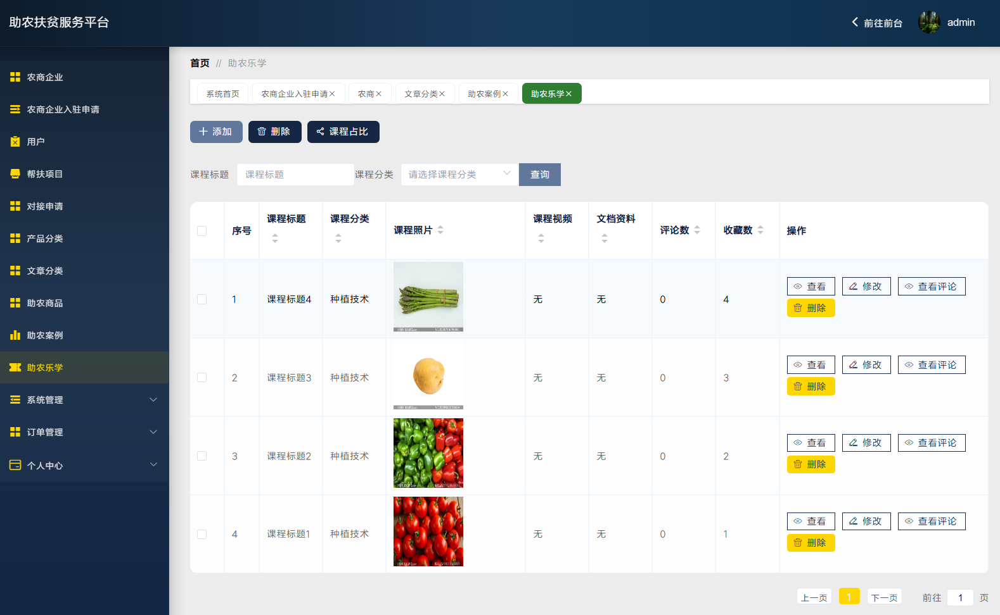 助农扶贫服务平台
前往前台 admin
农商企业
农商企业入驻申请
用户
帮扶项目
对接申请
产品分类
文章分类
助农商品
助农案例
助农乐学
系统管理
订单管理
个人中心
首页 // 助农乐学
系统首页 农商企业入驻申请× 农商× 文章分类× 助农案例× 助农乐学×
添加 删除 课程占比
课程标题 课程标题 课程分类 请选择课程分类 查询
序号 课程标题 课程分类 课程照片 课程视频 文档资料 评论数 收藏数 操作
1 课程标题4 种植技术 无 无 0 4 查看 修改 查看评论
删除
2 课程标题3 种植技术 无 无 0 3 查看 修改 查看评论
删除
3 课程标题2 种植技术 无 无 0 2 查看 修改 查看评论
删除
4 课程标题1 种植技术 无 无 0 1 查看 修改 查看评论
删除
上一页 1 下一页 前往 1 页